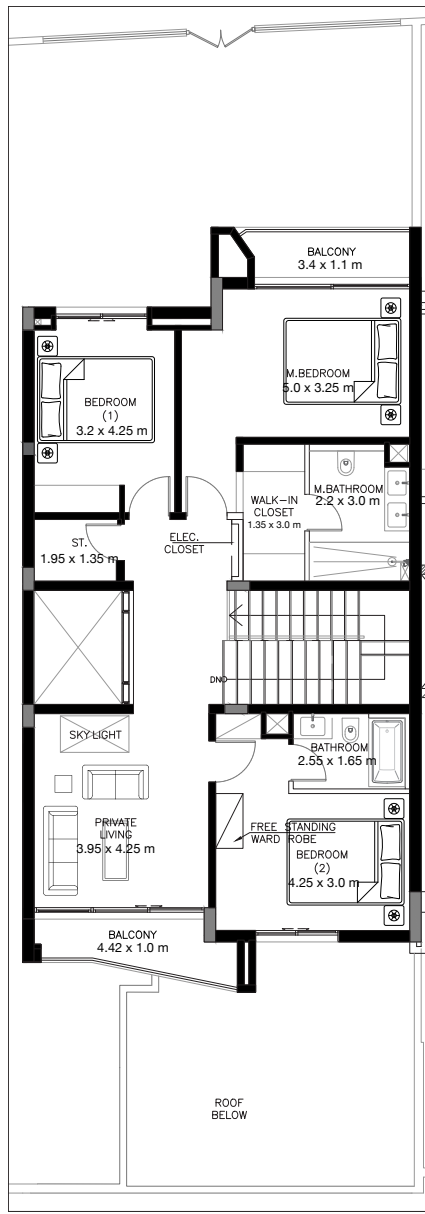 BALCONY
3.4 x 1.1 m
M.BEDROOM
5.0 x 3.25 m
BEDROOM
(1)
3.2 x 4.25 m
M.BATHROOM
2.2 x 3.0 m
WALK-IN
CLOSET
1.35 x 3.0 m
ST.
1.95 x 1.35 m
ELEC.
CLOSET
DN
SKY LIGHT
BATHROOM
2.55 x 1.65 m
PRIVATE
LIVING
3.95 x 4.25 m
FREE STANDING
WARD ROBE
BEDROOM
(2)
4.25 x 3.0 m
BALCONY
4.42 x 1.0 m
ROOF
BELOW